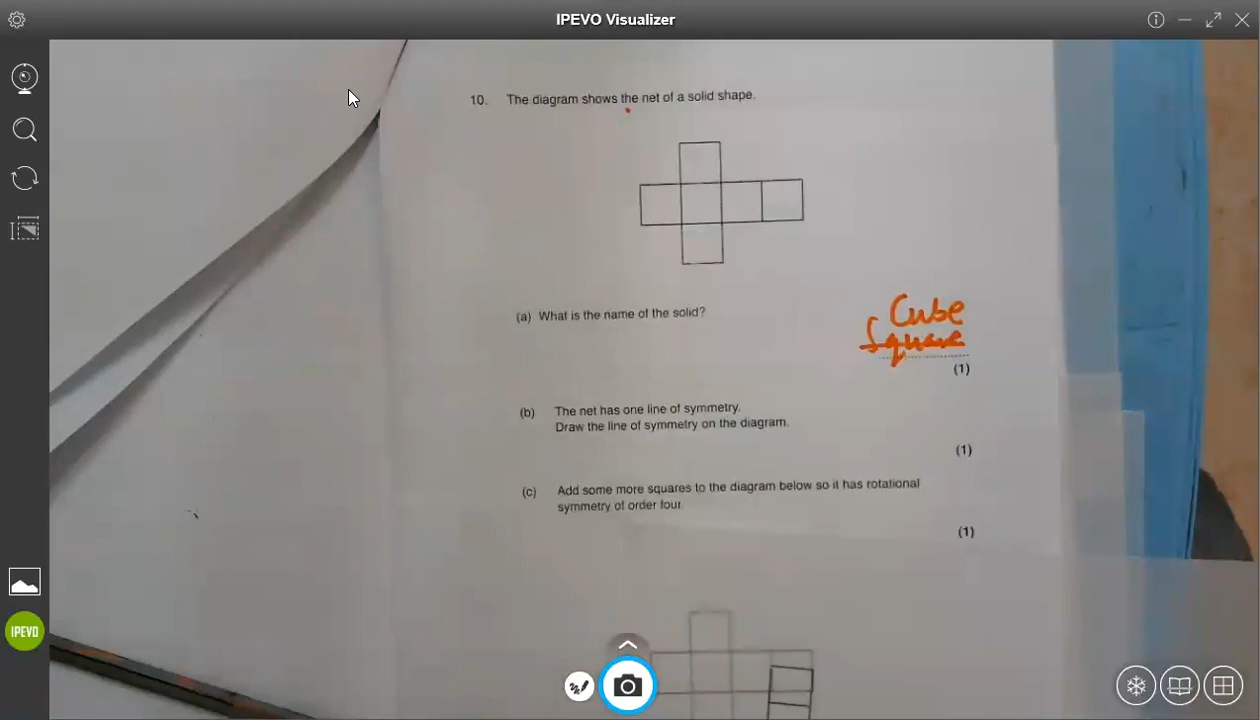 IPEVO Visualizer
10. The diagram shows the net of a solid shape.
(a) What is the name of the solid?
Cube
Square
(1)
(b) The net has one line of symmetry.
Draw the line of symmetry on the diagram.
(1)
(c) Add some more squares to the diagram below so it has rotational
symmetry of order four.
(1)
IPEVO